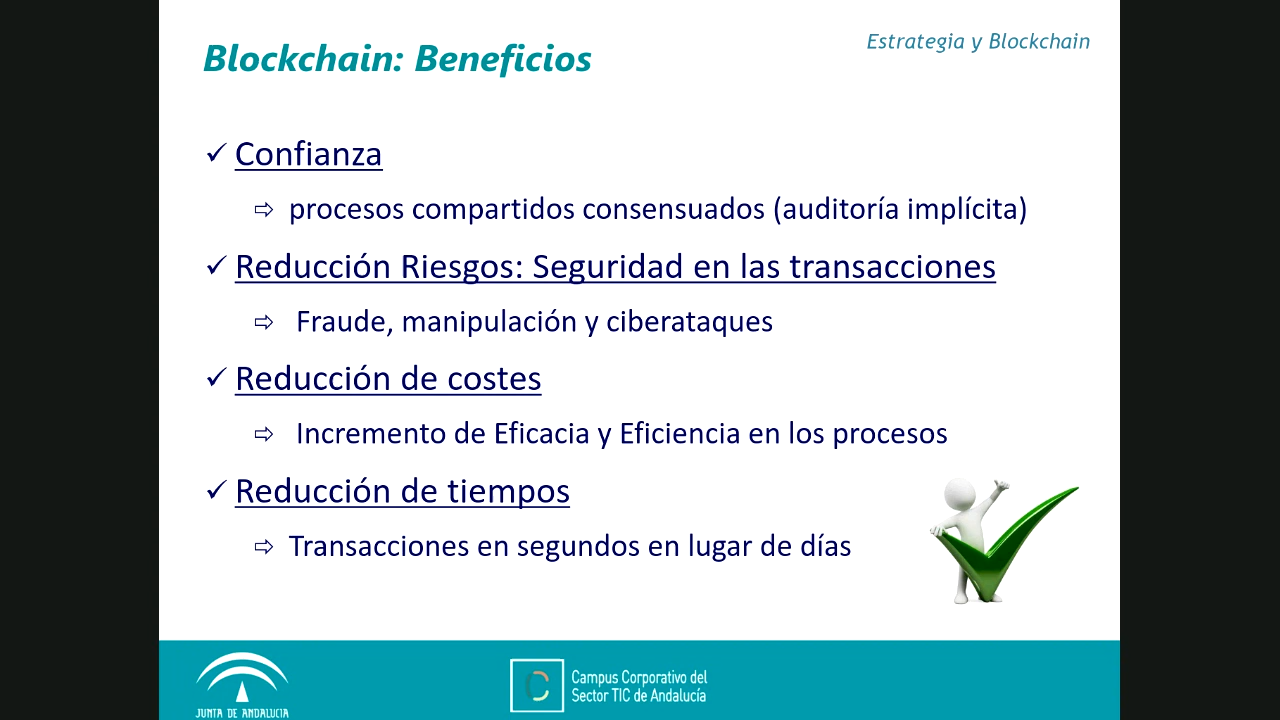 Estrategia y Blockchain
Blockchain: Beneficios
✓ Confianza
⇨ procesos compartidos consensuados (auditoría implícita)
✓ Reducción Riesgos: Seguridad en las transacciones
⇨ Fraude, manipulación y ciberataques
✓ Reducción de costes
⇨ Incremento de Eficacia y Eficiencia en los procesos
✓ Reducción de tiempos
⇨ Transacciones en segundos en lugar de días
JUNTA DE ANDALUCIA
C
Campus Corporativo del
Sector TIC de Andalucía